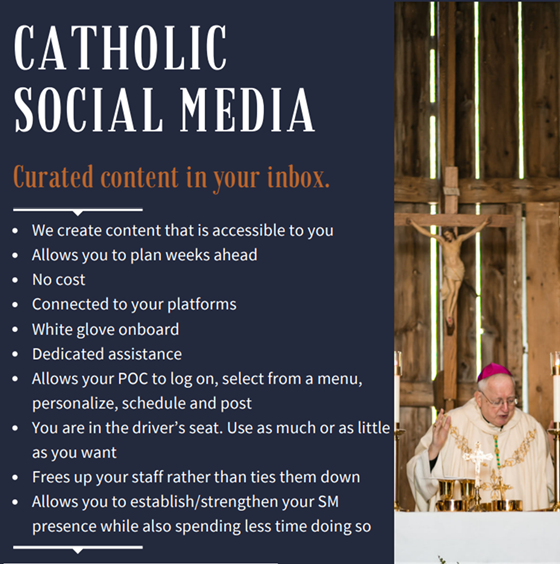 CATHOLIC
SOCIAL MEDIA
Curated content in your inbox.
• We create content that is accessible to you
• Allows you to plan weeks ahead
• No cost
• Connected to your platforms
• White glove onboard
• Dedicated assistance
• Allows your POC to log on, select from a menu,
personalize, schedule and post
• You are in the driver's seat. Use as much or as little
as you want
• Frees up your staff rather than ties them down
• Allows you to establish/strengthen your SM
presence while also spending less time doing so